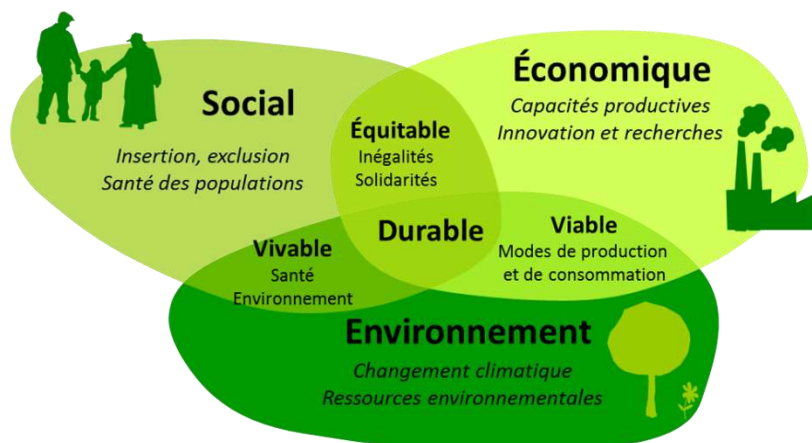 Social
Insertion, exclusion
Santé des populations
Économique
Capacités productives
Innovation et recherches
Équitable
Inégalités
Solidarités
Durable
Vivable
Santé
Environnement
Viable
Modes de production
et de consommation
Environnement
Changement climatique
Ressources environnementales